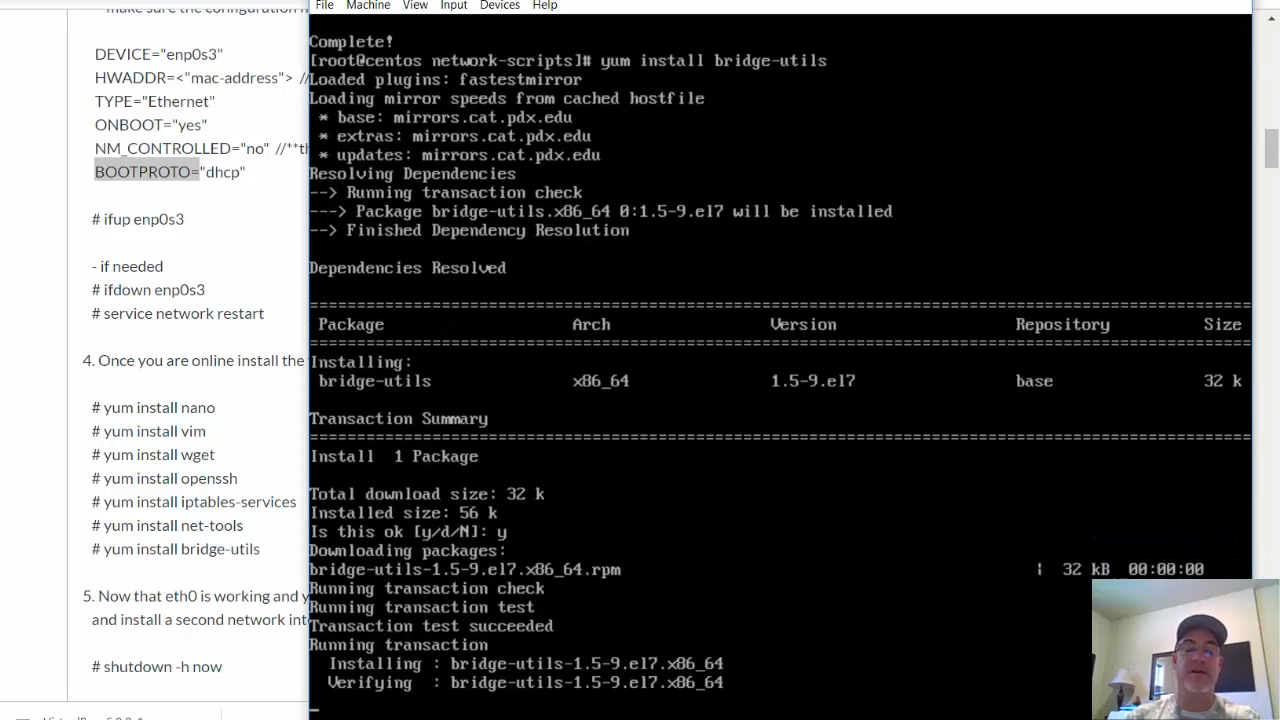 make sure the configuration
DEVICE="enp0s3"
HWADDR=<"mac-address"> //
TYPE="Ethernet"
ONBOOT="yes"
NM_CONTROLLED="no" //**th
BOOTPROTO="dhcp"
# ifup enp0s3
- if needed
# ifdown enp0s3
# service network restart
4. Once you are online install the
# yum install nano
# yum install vim
# yum install wget
# yum install openssh
# yum install iptables-services
# yum install net-tools
# yum install bridge-utils
5. Now that eth0 is working and y
and install a second network int
# shutdown -h now
File Machine View Input Devices Help
Complete!
[root@centos network-scripts]# yum install bridge-utils
Loaded plugins: fastestmirror
Loading mirror speeds from cached hostfile
* base: mirrors.cat.pdx.edu
* extras: mirrors.cat.pdx.edu
* updates: mirrors.cat.pdx.edu
Resolving Dependencies
--> Running transaction check
---> Package bridge-utils.x86_64 0:1.5-9.el7 will be installed
--> Finished Dependency Resolution
Dependencies Resolved
Package Arch Version Repository Size
Installing:
bridge-utils x86_64 1.5-9.el7 base 32 k
Transaction Summary
Install 1 Package
Total download size: 32 k
Installed size: 56 k
Is this ok [y/d/N]: y
Downloading packages:
bridge-utils-1.5-9.el7.x86_64.rpm | 32 kB 00:00:00
Running transaction check
Running transaction test
Transaction test succeeded
Running transaction
Installing : bridge-utils-1.5-9.el7.x86_64
Verifying : bridge-utils-1.5-9.el7.x86_64